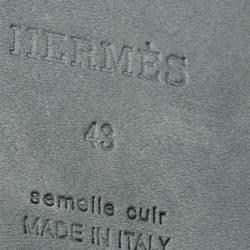 HERMÈS
43
semelle cuir
MADE IN ITALY